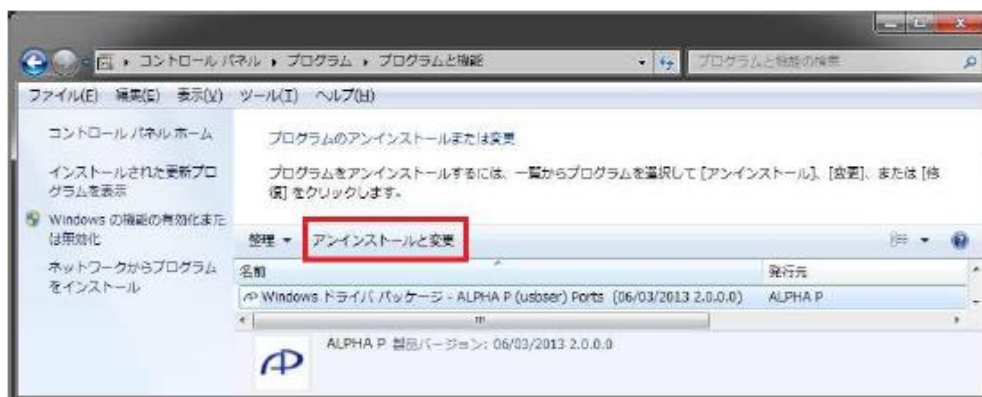 コントロール パネル ▸ プログラム ▸ プログラムと機能
プログラムと機能の検索
ファイル(F) 編集(E) 表示(V) ツール(T) ヘルプ(H)
コントロール パネル ホーム
インストールされた更新プロ
グラムを表示
Windows の機能の有効化また
は無効化
ネットワークからプログラム
をインストール
プログラムのアンインストールまたは変更
プログラムをアンインストールするには、一覧からプログラムを選択して [アンインストール]、[変更]、または [修
復] をクリックします。
整理 アンインストールと変更
名前 発行元
Windows ドライバ パッケージ - ALPHA P (usbser) Ports (06/03/2013 2.0.0.0) ALPHA P
ALPHA P 製品バージョン: 06/03/2013 2.0.0.0